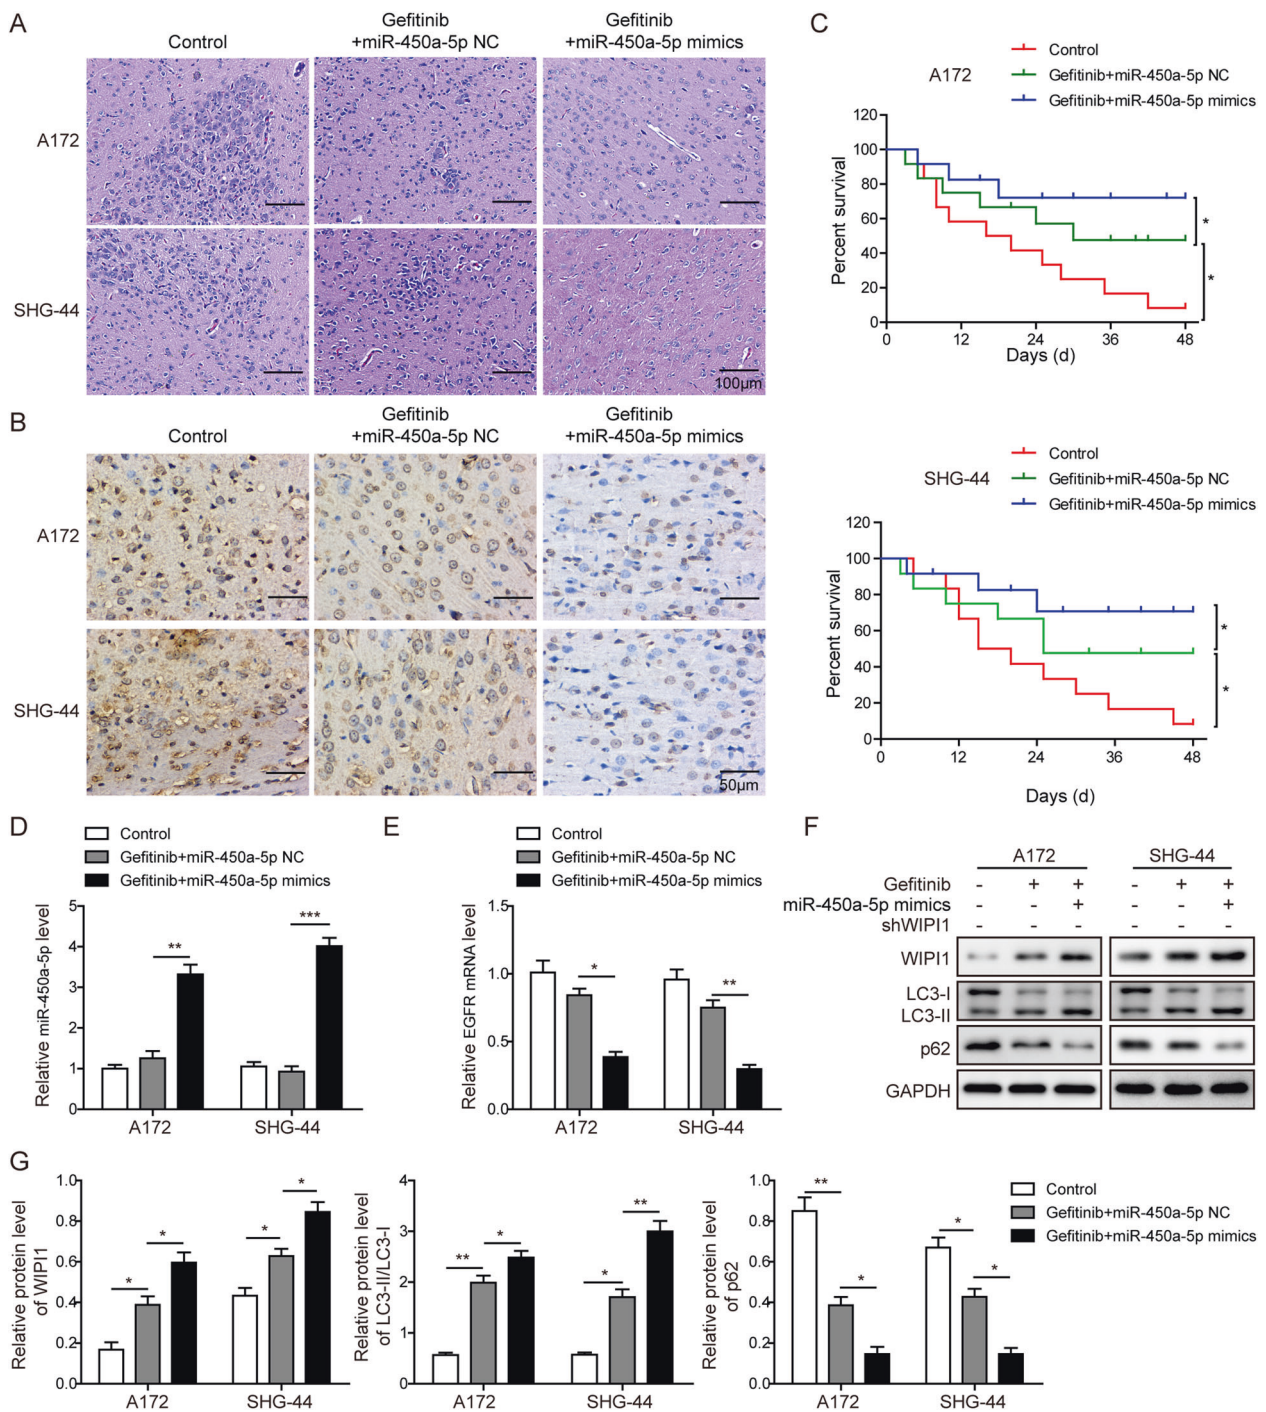 A
Control
Gefitinib
+miR-450a-5p NC
Gefitinib
+miR-450a-5p mimics
A172
SHG-44
100μm
B
Control
Gefitinib
+miR-450a-5p NC
Gefitinib
+miR-450a-5p mimics
A172
SHG-44
50μm
C
A172
Control
Gefitinib+miR-450a-5p NC
Gefitinib+miR-450a-5p mimics
Percent survival
120
100
80
60
40
20
0
0 12 24 36 48
Days (d)
*
*
SHG-44
Control
Gefitinib+miR-450a-5p NC
Gefitinib+miR-450a-5p mimics
Percent survival
120
100
80
60
40
20
0
0 12 24 36 48
Days (d)
*
*
D
Control
Gefitinib+miR-450a-5p NC
Gefitinib+miR-450a-5p mimics
Relative miR-450a-5p level
5
4
3
2
1
0
** ***
A172 SHG-44
E
Control
Gefitinib+miR-450a-5p NC
Gefitinib+miR-450a-5p mimics
Relative EGFR mRNA level
1.5
1.0
0.5
0.0
* **
A172 SHG-44
F
A172 SHG-44
Gefitinib - + + - + +
miR-450a-5p mimics - - + - - +
shWIPI1 - - - - - -
WIPI1
LC3-I
LC3-II
p62
GAPDH
G
Relative protein level
of WIPI1
1.0
0.8
0.6
0.4
0.2
0.0
* * * *
A172 SHG-44
Relative protein level
of LC3-II/LC3-I
4
3
2
1
0
** * * **
A172 SHG-44
Relative protein level
of p62
1.0
0.8
0.6
0.4
0.2
0.0
** * * *
A172 SHG-44
Control
Gefitinib+miR-450a-5p NC
Gefitinib+miR-450a-5p mimics